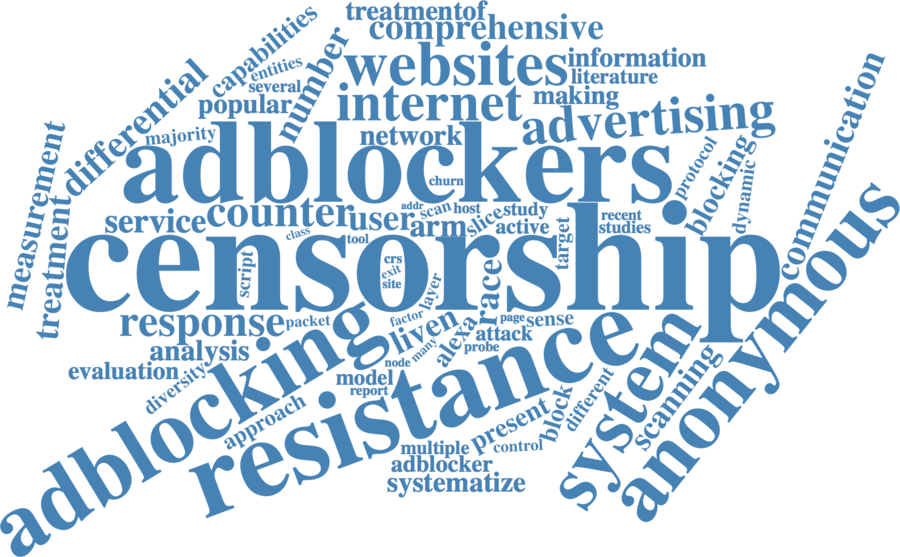 treatmentof
comprehensive
capabilities
entities
several
number
websites
information
literature
popular
internet
making
differential
majority
network
advertising
communication
adblockers
churn
protocol
blocking
dynamic
measurement
treatment
service
counter
user
addr
scan
host
arm
slice
study
active
target
recent
studies
class
tool
censorship
script
crs
exit
site
layer
factor
race
anonymous
response
packet
liven
many
node
alexa
page
sense
attack
probe
analysis
evaluation
diversity
adblocking
resistance
model
report
approach
system
scanning
different
block
present
control
multiple
adblocker
systematize